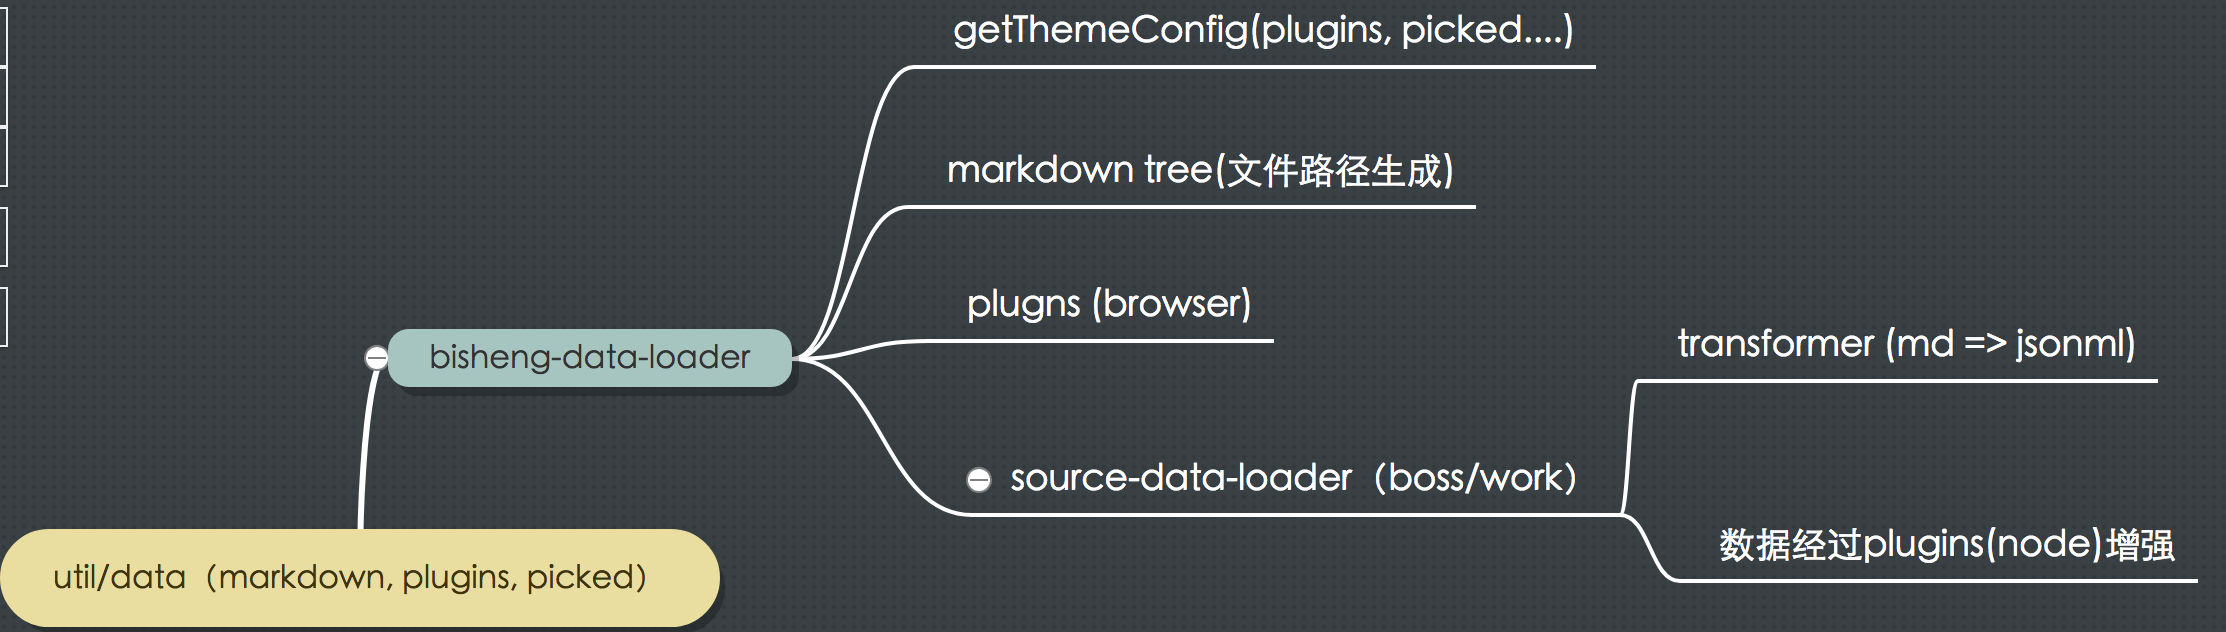 getThemeConfig(plugins, picked....)
markdown tree(文件路径生成)
plugns (browser)
bisheng-data-loader
transformer (md => jsonml)
source-data-loader（boss/work）
数据经过plugins(node)增强
util/data（markdown, plugins, picked）